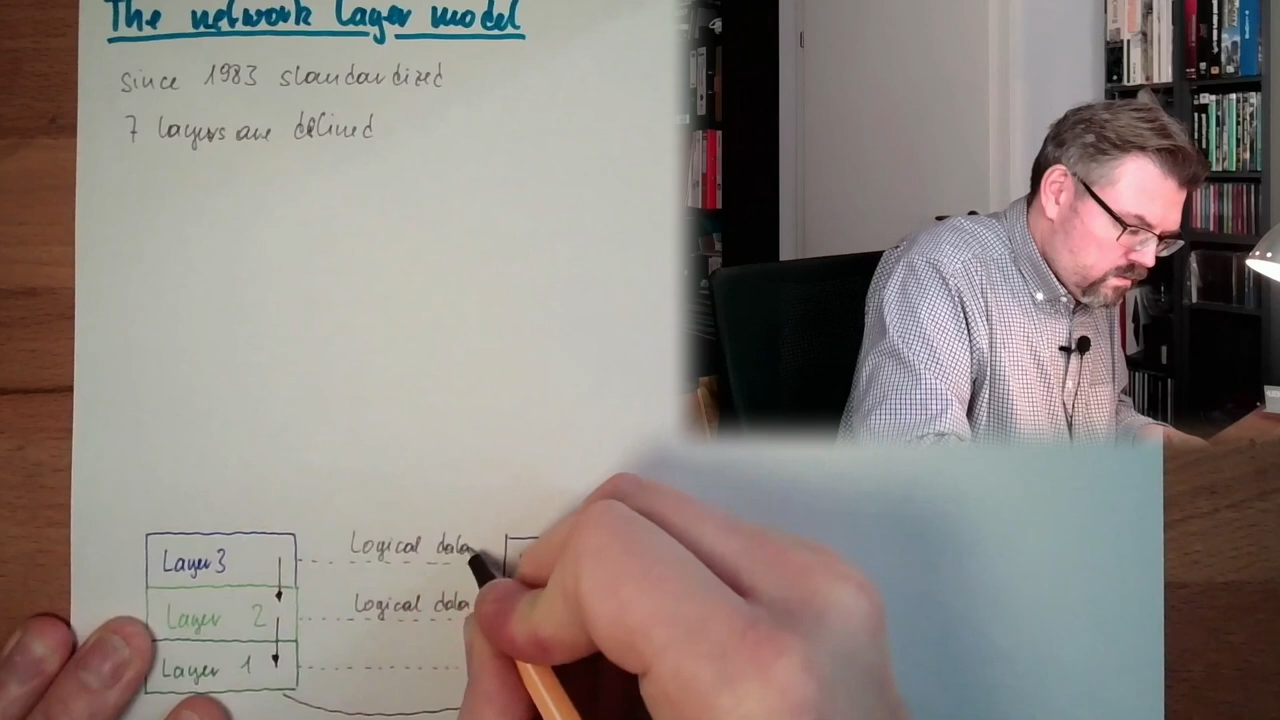 The network layer model
since 1983 standardized
7 layers are defined
Layer 3
Logical data
Layer 2
Logical data
Layer 1